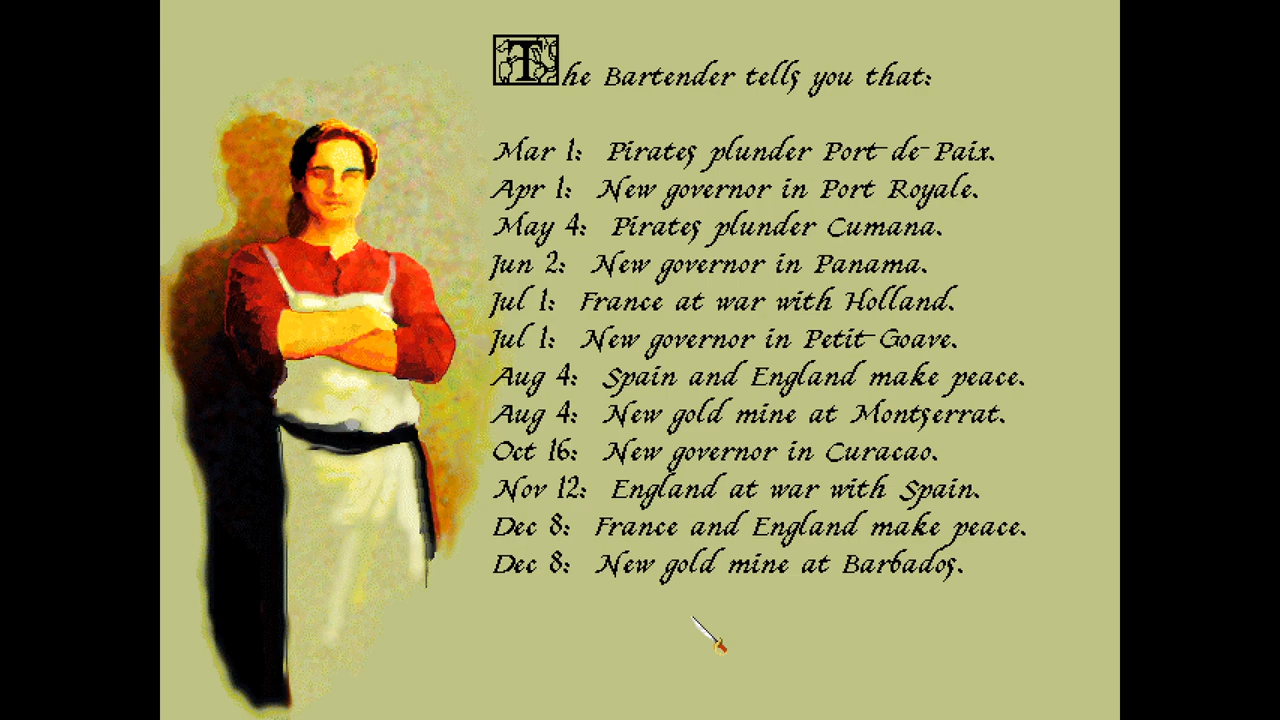 The Bartender tells you that:
Mar 1: Pirates plunder Port-de-Paix.
Apr 1: New governor in Port Royale.
May 4: Pirates plunder Cumana.
Jun 2: New governor in Panama.
Jul 1: France at war with Holland.
Jul 1: New governor in Petit-Goave.
Aug 4: Spain and England make peace.
Aug 4: New gold mine at Montserrat.
Oct 16: New governor in Curacao.
Nov 12: England at war with Spain.
Dec 8: France and England make peace.
Dec 8: New gold mine at Barbados.